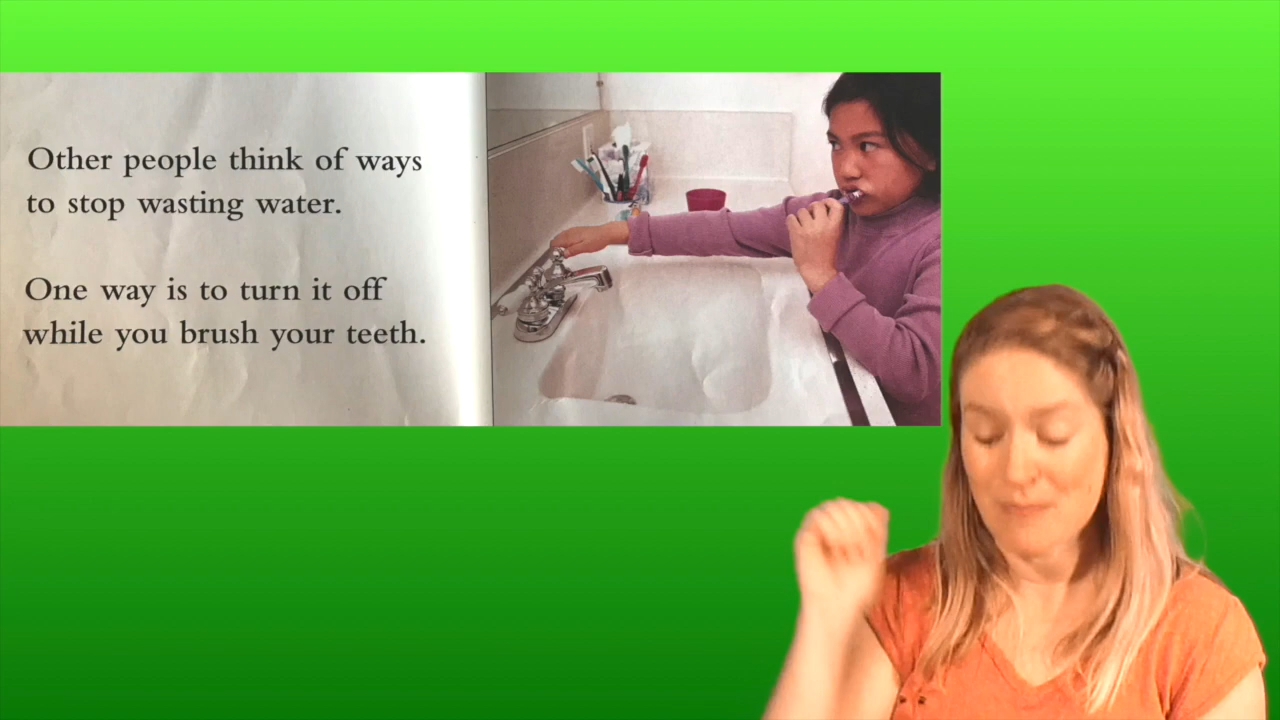 Other people think of ways
to stop wasting water.
One way is to turn it off
while you brush your teeth.